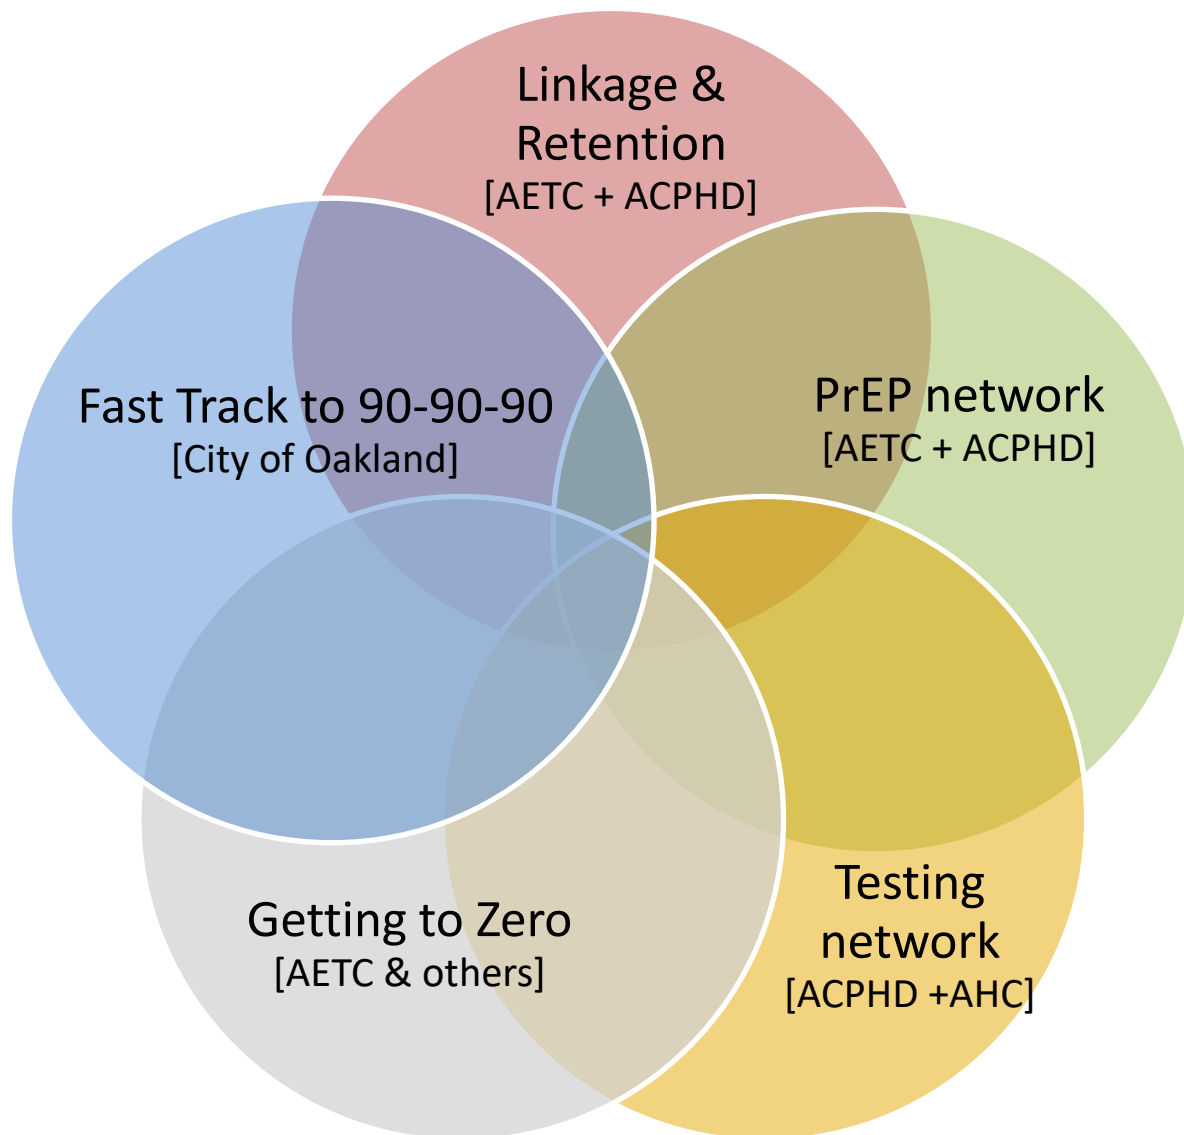 Linkage &
Retention
[AETC + ACPHD]
Fast Track to 90-90-90
[City of Oakland]
PrEP network
[AETC + ACPHD]
Getting to Zero
[AETC & others]
Testing
network
[ACPHD +AHC]